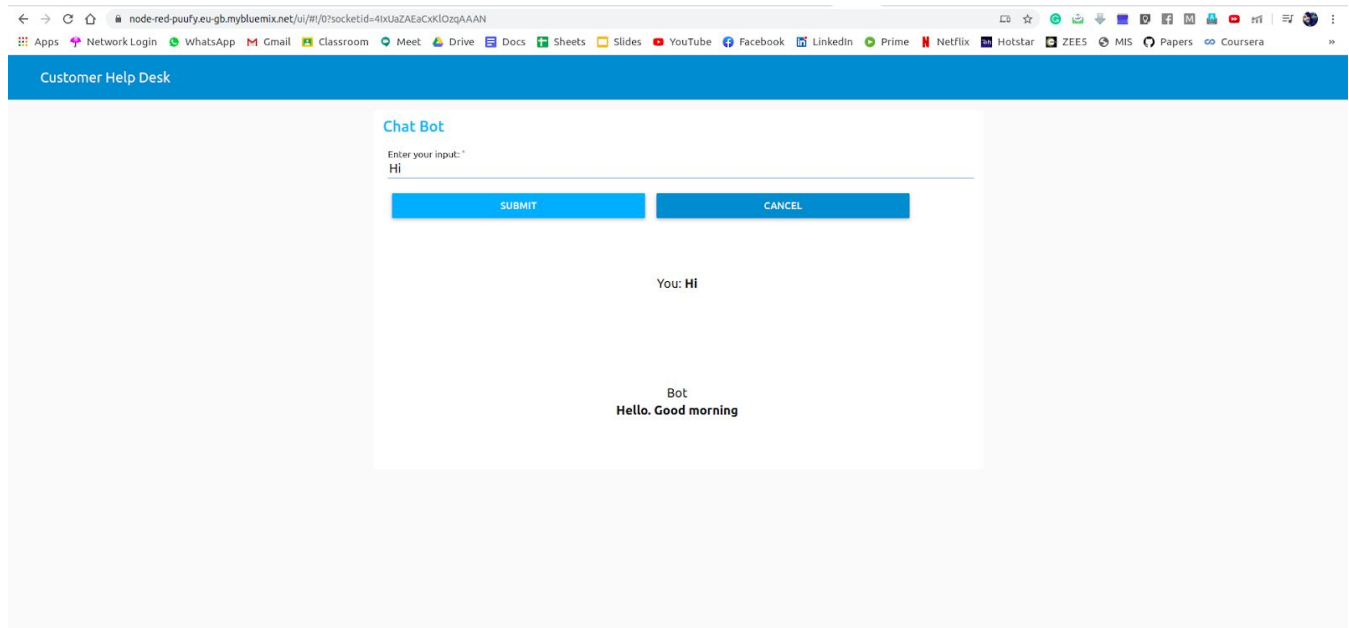 node-red-puufy.eu-gb.mybluemix.net/ui/#!/0?socketid=4IxUaZAEaCxKlOzqAAAN
Apps Network Login WhatsApp Gmail Classroom Meet Drive Docs Sheets Slides YouTube Facebook LinkedIn Prime Netflix Hotstar ZEE5 MIS Papers Coursera »
Customer Help Desk
Chat Bot
Enter your input: *
Hi
SUBMIT CANCEL
You: Hi
Bot
Hello. Good morning